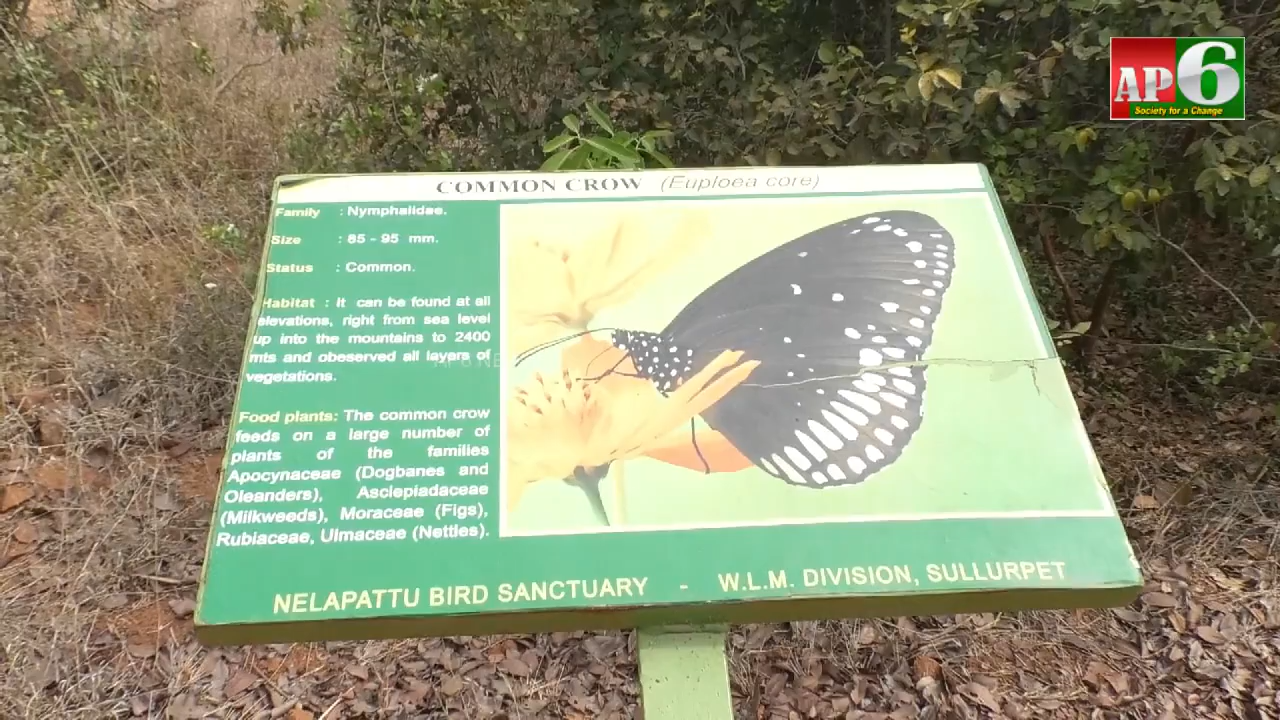 AP6
Society for a Change
COMMON CROW (Euploea core)
Family : Nymphalidae.
Size : 85 - 95 mm.
Status : Common.
Habitat : It can be found at all
elevations, right from sea level
up into the mountains to 2400
mts and obeserved all layers of
vegetations.
Food plants: The common crow
feeds on a large number of
plants of the families
Apocynaceae (Dogbanes and
Oleanders), Asclepiadaceae
(Milkweeds), Moraceae (Figs),
Rubiaceae, Ulmaceae (Nettles).
NELAPATTU BIRD SANCTUARY - W.L.M. DIVISION, SULLURPET